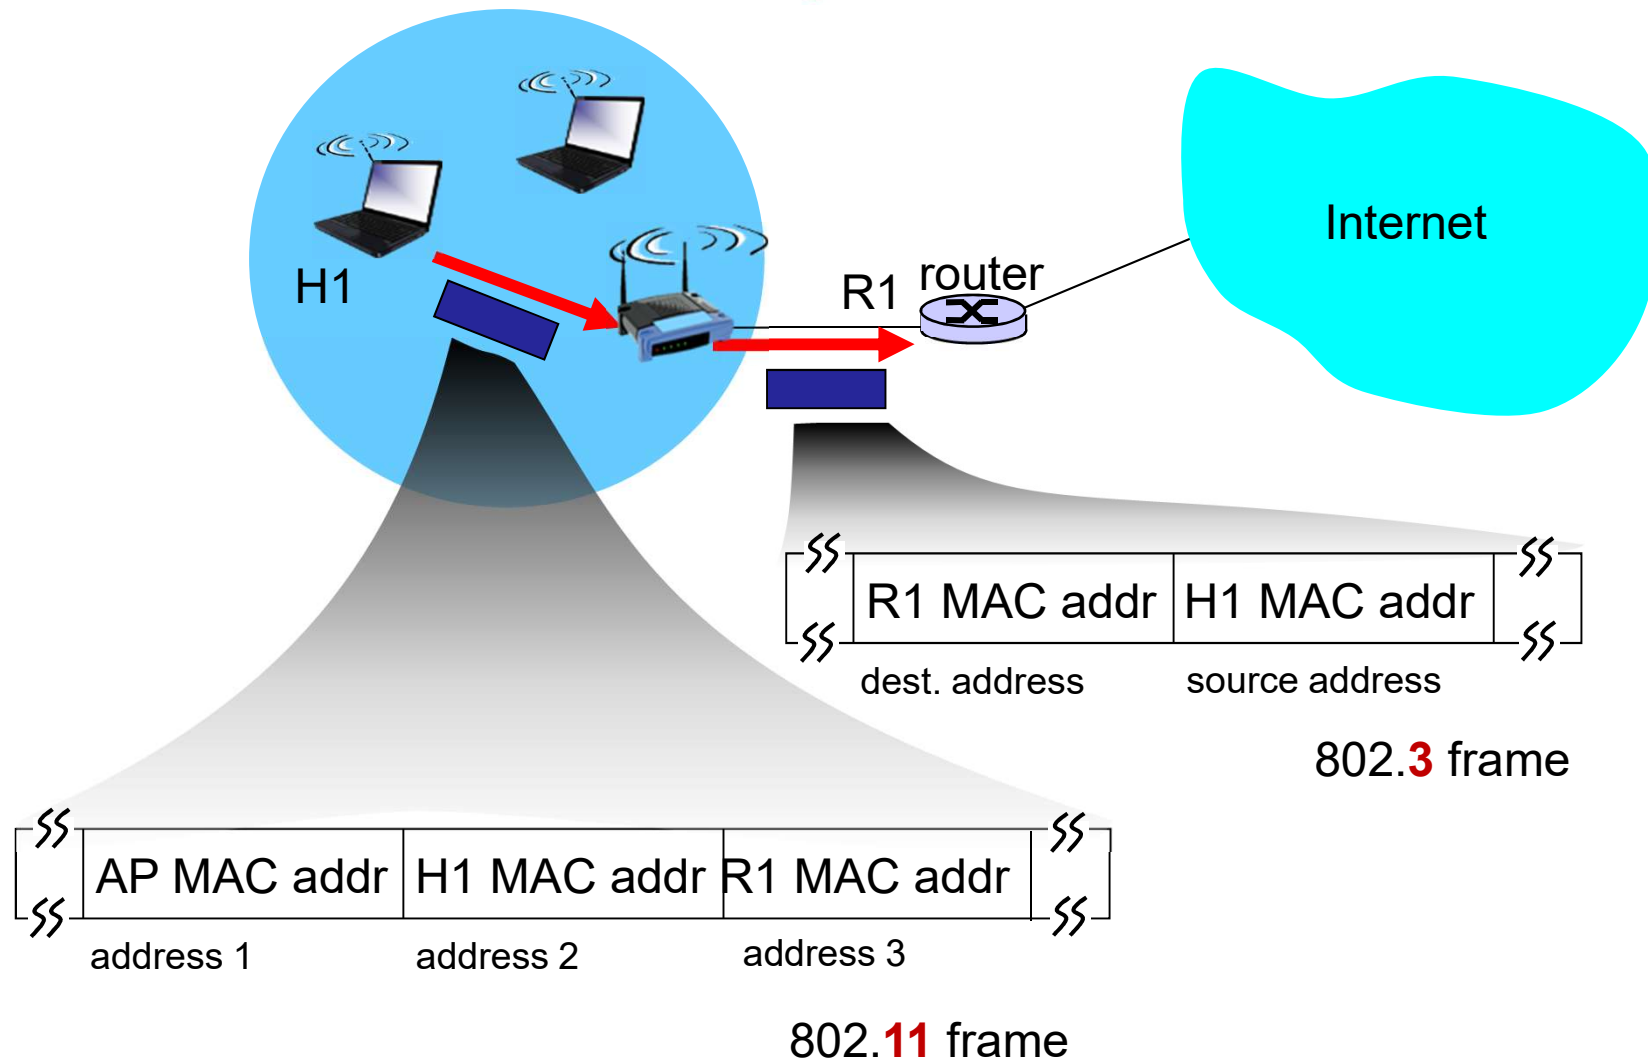 Internet
router
R1
H1
R1 MAC addr H1 MAC addr
dest. address source address
802.3 frame
AP MAC addr H1 MAC addr R1 MAC addr
address 1 address 2 address 3
802.11 frame